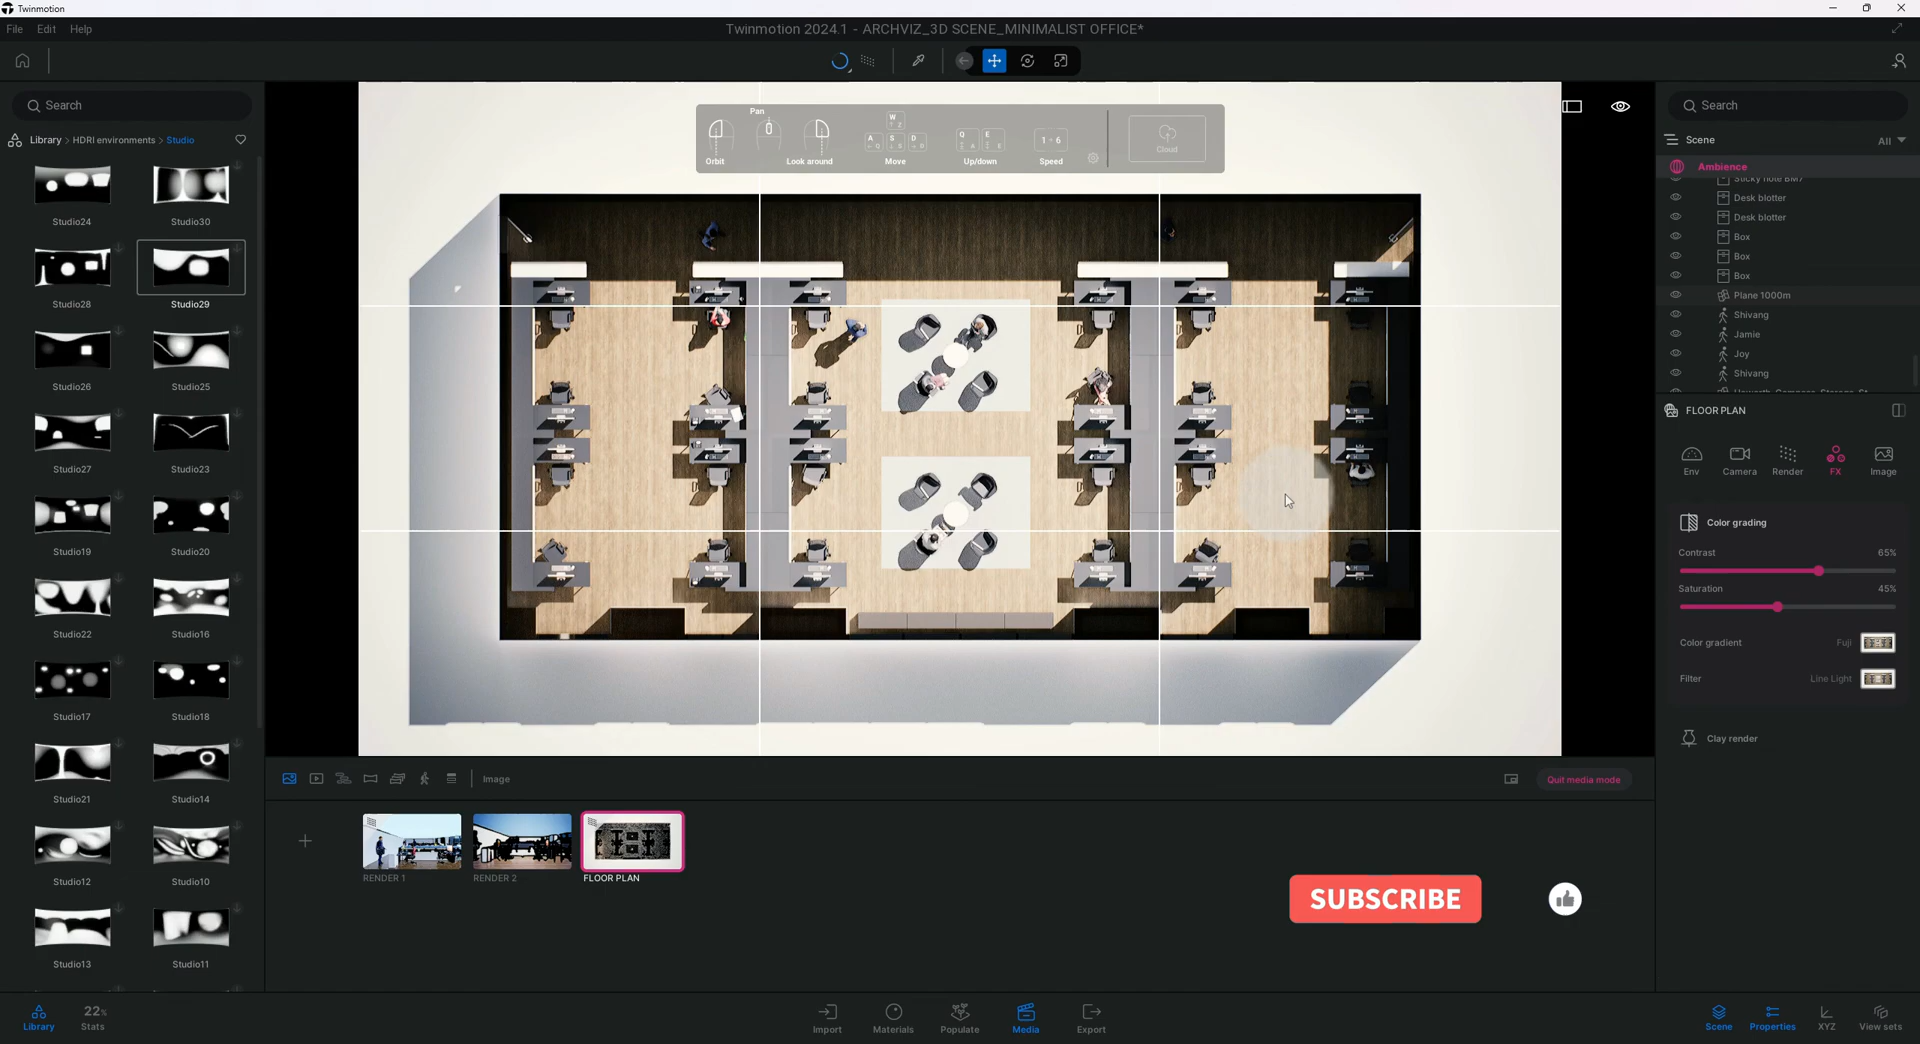 Twinmotion
File Edit Help
Twinmotion 2024.1 - ARCHVIZ_3D SCENE_MINIMALIST OFFICE*
Search
Library > HDRI environments > Studio
Studio24 Studio30
Studio28 Studio29
Studio26 Studio25
Studio27 Studio23
Studio19 Studio20
Studio22 Studio16
Studio17 Studio18
Studio21 Studio14
Studio12 Studio10
Studio13 Studio11
Pan
Orbit Look around Move Up/down Speed Cloud
W
Z
A S D
Q S D
Q E
A E
1 - 6
Search
Scene All
Ambience
Sticky note BM7
Desk blotter
Desk blotter
Box
Box
Box
Plane 1000m
Shivang
Jamie
Joy
Shivang
FLOOR PLAN
Env Camera Render FX Image
Color grading
Contrast 65%
Saturation 45%
Color gradient Fuji
Filter Line Light
Clay render
Image
Quit media mode
RENDER 1 RENDER 2 FLOOR PLAN
SUBSCRIBE
Library
22% Stats
Import Materials Populate Media Export
Scene Properties XYZ View sets